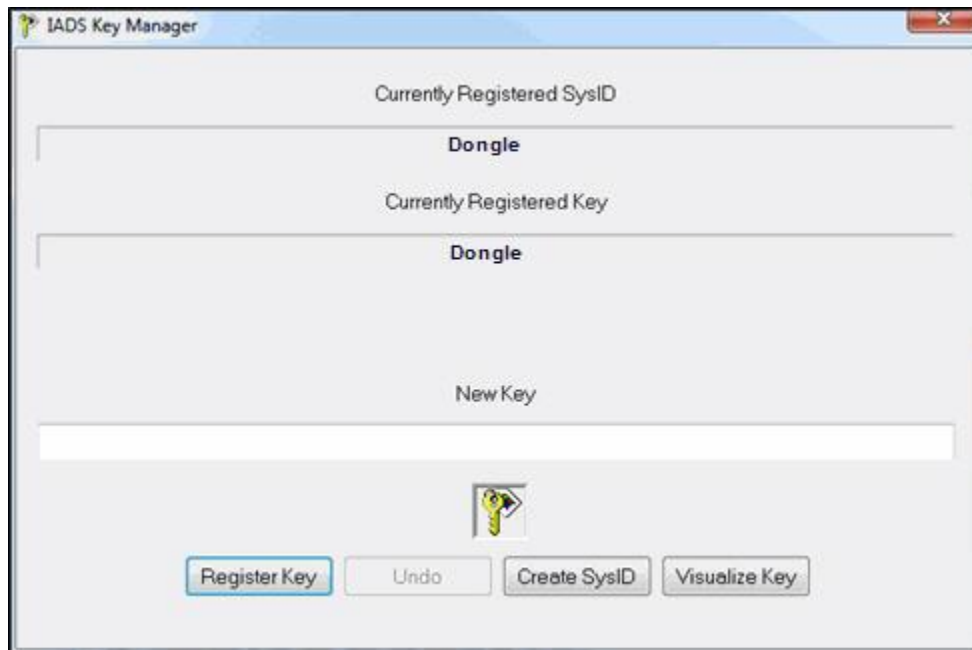 IADS Key Manager
Currently Registered SysID
Dongle
Currently Registered Key
Dongle
New Key
Register Key Undo Create SysID Visualize Key